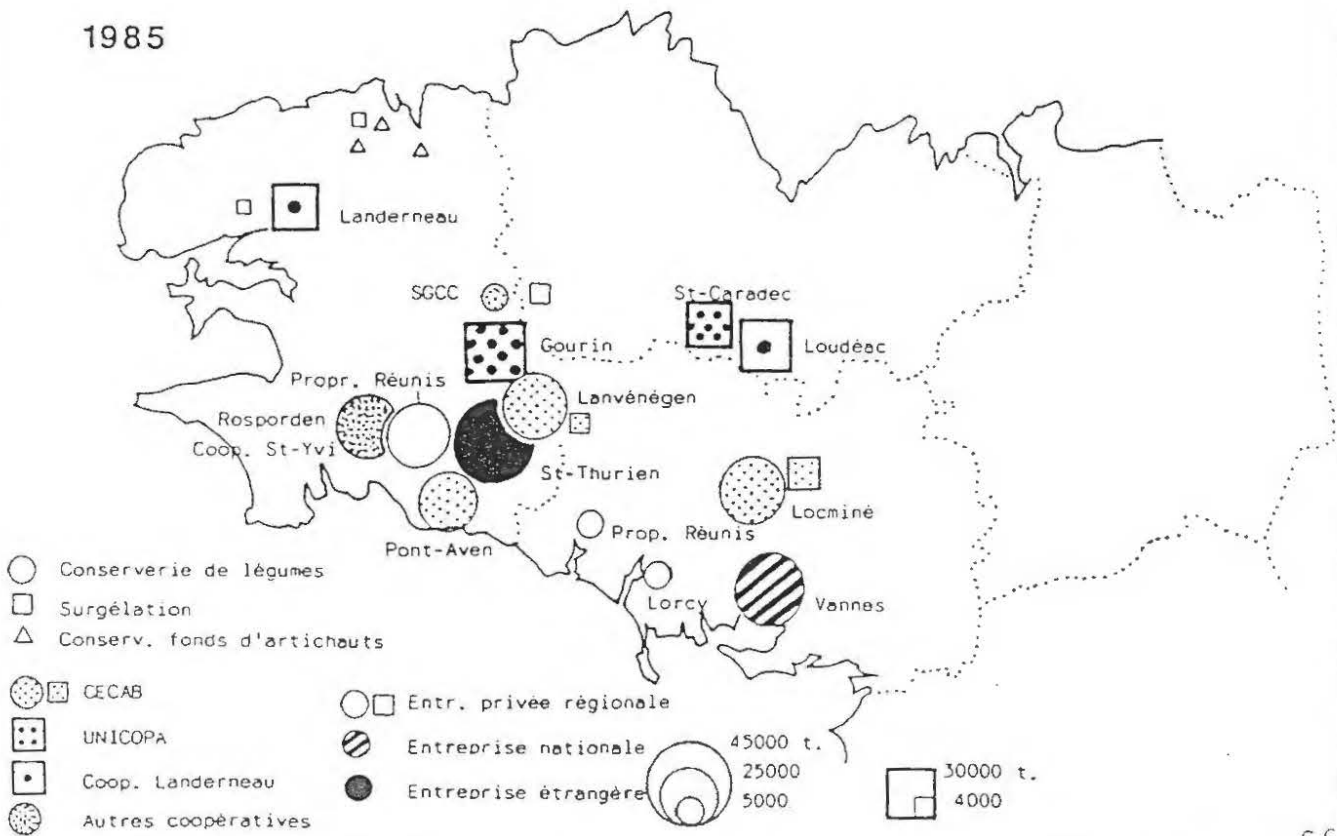 1985
Landerneau
SGCC
St-Caradec
Gourin
Loudéac
Propr. Réunis
Lanvénégen
Rosporden
Coop. St-Yvi
St-Thurien
Locminé
Pont-Aven
Prop. Réunis
Lorcy
Vannes
Conserverie de légumes
Surgélation
Conserv. fonds d'artichauts
CECAB
UNICOPA
Coop. Landerneau
Autres coopératives
Entr. privée régionale
Entreprise nationale
Entreprise étrangère
45000 t.
25000
5000
30000 t.
4000